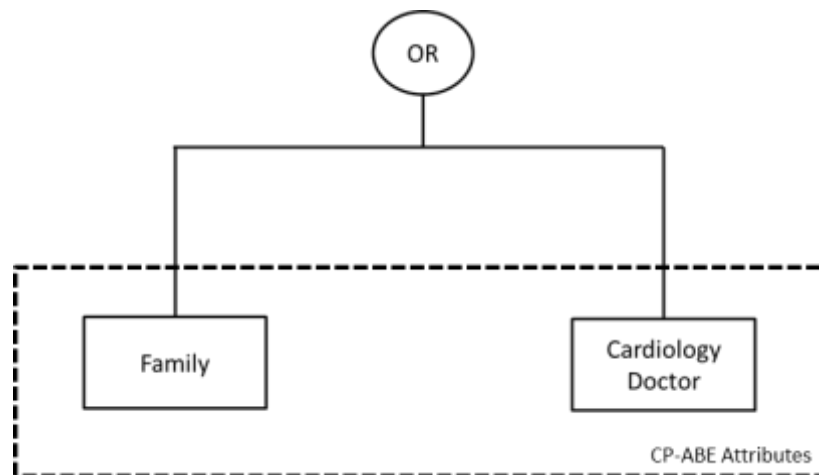 OR
Family
Cardiology
Doctor
CP-ABE Attributes